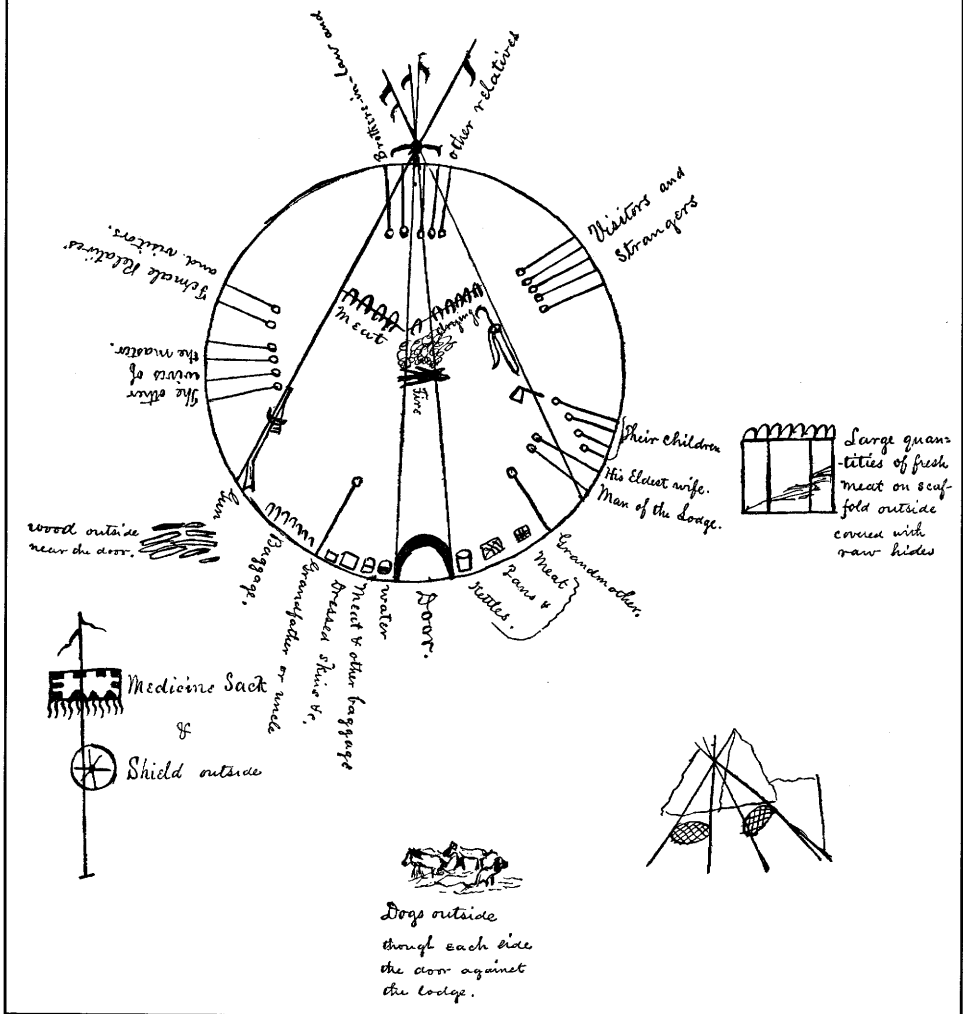 Brothers-in-law and
other relatives
Visitors and
Strangers
Female Relatives'
and visitors.
The other
wives of
the master.
Meat
drying
Fire
Their children
His Eldest wife.
Man of the Lodge.
Large quan-
-tities of fresh
meat on scaf-
fold outside
covered with
raw hides
wood outside
near the door.
Gun
Baggage.
Grandfather or uncle
Dressed skins &c.
Meat & other baggage
water
Door.
Kettles.
Pans &
Meat
Grandmother.
Medicine Sack
&
Shield outside
Dogs outside
though each side
the door against
the lodge.